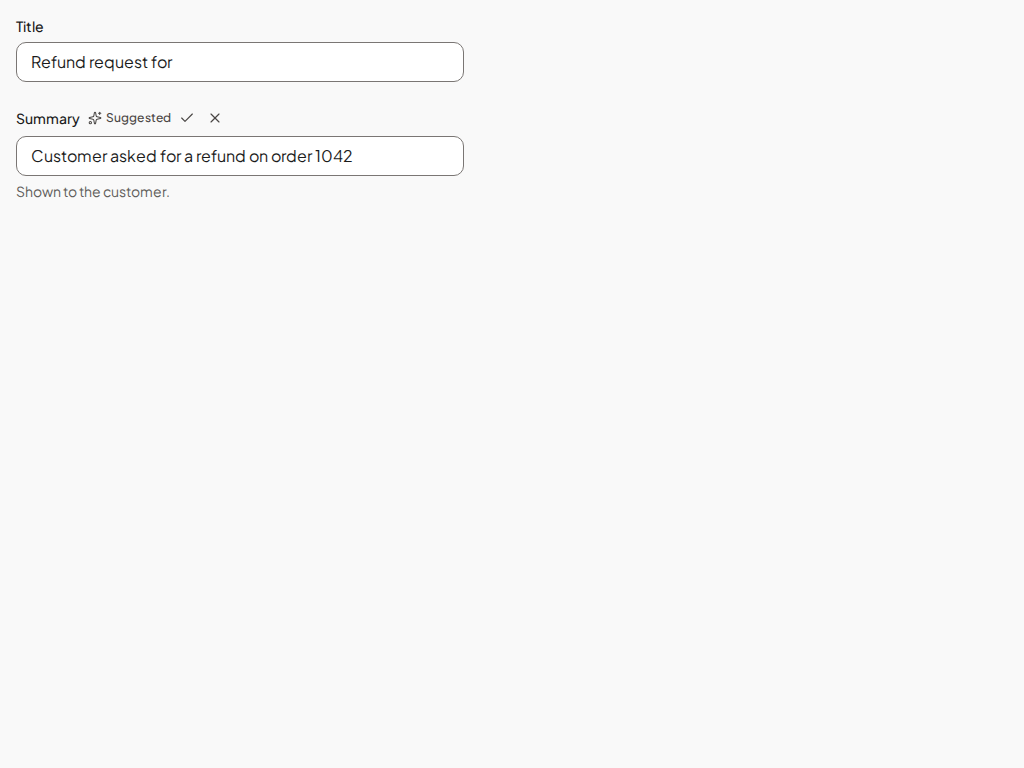 Title
Refund request for
Summary Suggested
Customer asked for a refund on order 1042
Shown to the customer.